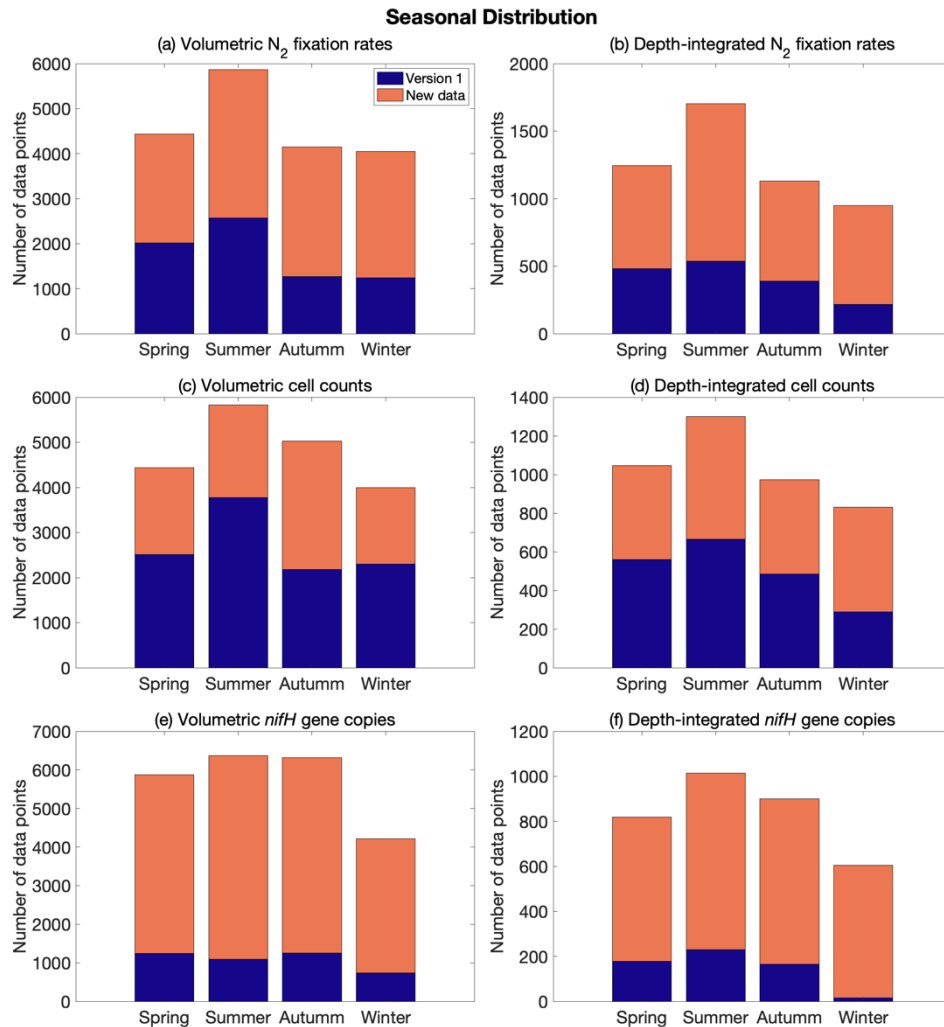 Seasonal Distribution
(a) Volumetric N2 fixation rates
6000
5000
4000
3000
2000
1000
0
Number of data points
Spring Summer Autumm Winter
Version 1
New data
(b) Depth-integrated N2 fixation rates
2000
1500
1000
500
0
Number of data points
Spring Summer Autumm Winter
(c) Volumetric cell counts
6000
5000
4000
3000
2000
1000
0
Number of data points
Spring Summer Autumm Winter
(d) Depth-integrated cell counts
1400
1200
1000
800
600
400
200
0
Number of data points
Spring Summer Autumm Winter
(e) Volumetric nifH gene copies
7000
6000
5000
4000
3000
2000
1000
0
Number of data points
Spring Summer Autumm Winter
(f) Depth-integrated nifH gene copies
1200
1000
800
600
400
200
0
Number of data points
Spring Summer Autumm Winter